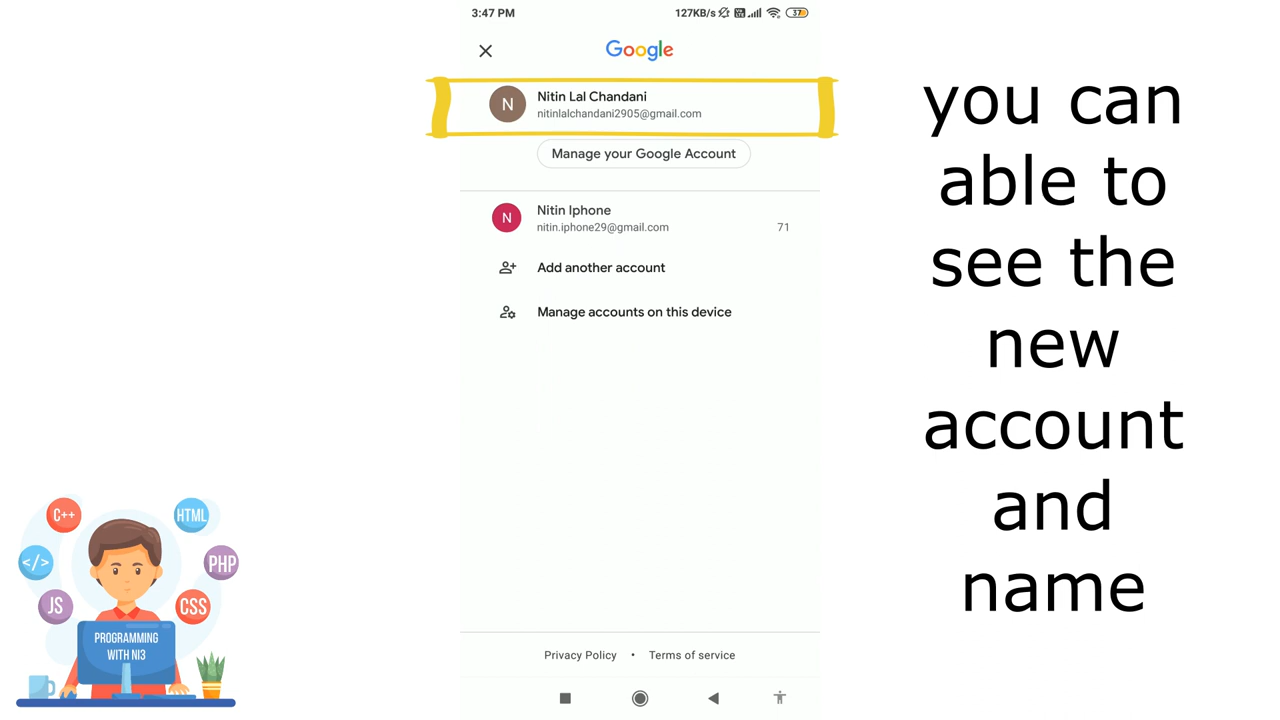 3:47 PM
127KB/s
37
Google
N
Nitin Lal Chandani
nitinlalchandani2905@gmail.com
Manage your Google Account
N
Nitin Iphone
nitin.iphone29@gmail.com
71
Add another account
Manage accounts on this device
Privacy Policy • Terms of service
you can
able to
see the
new
account
and
name
C++
HTML
</>
PHP
JS
CSS
PROGRAMMING
WITH NI3